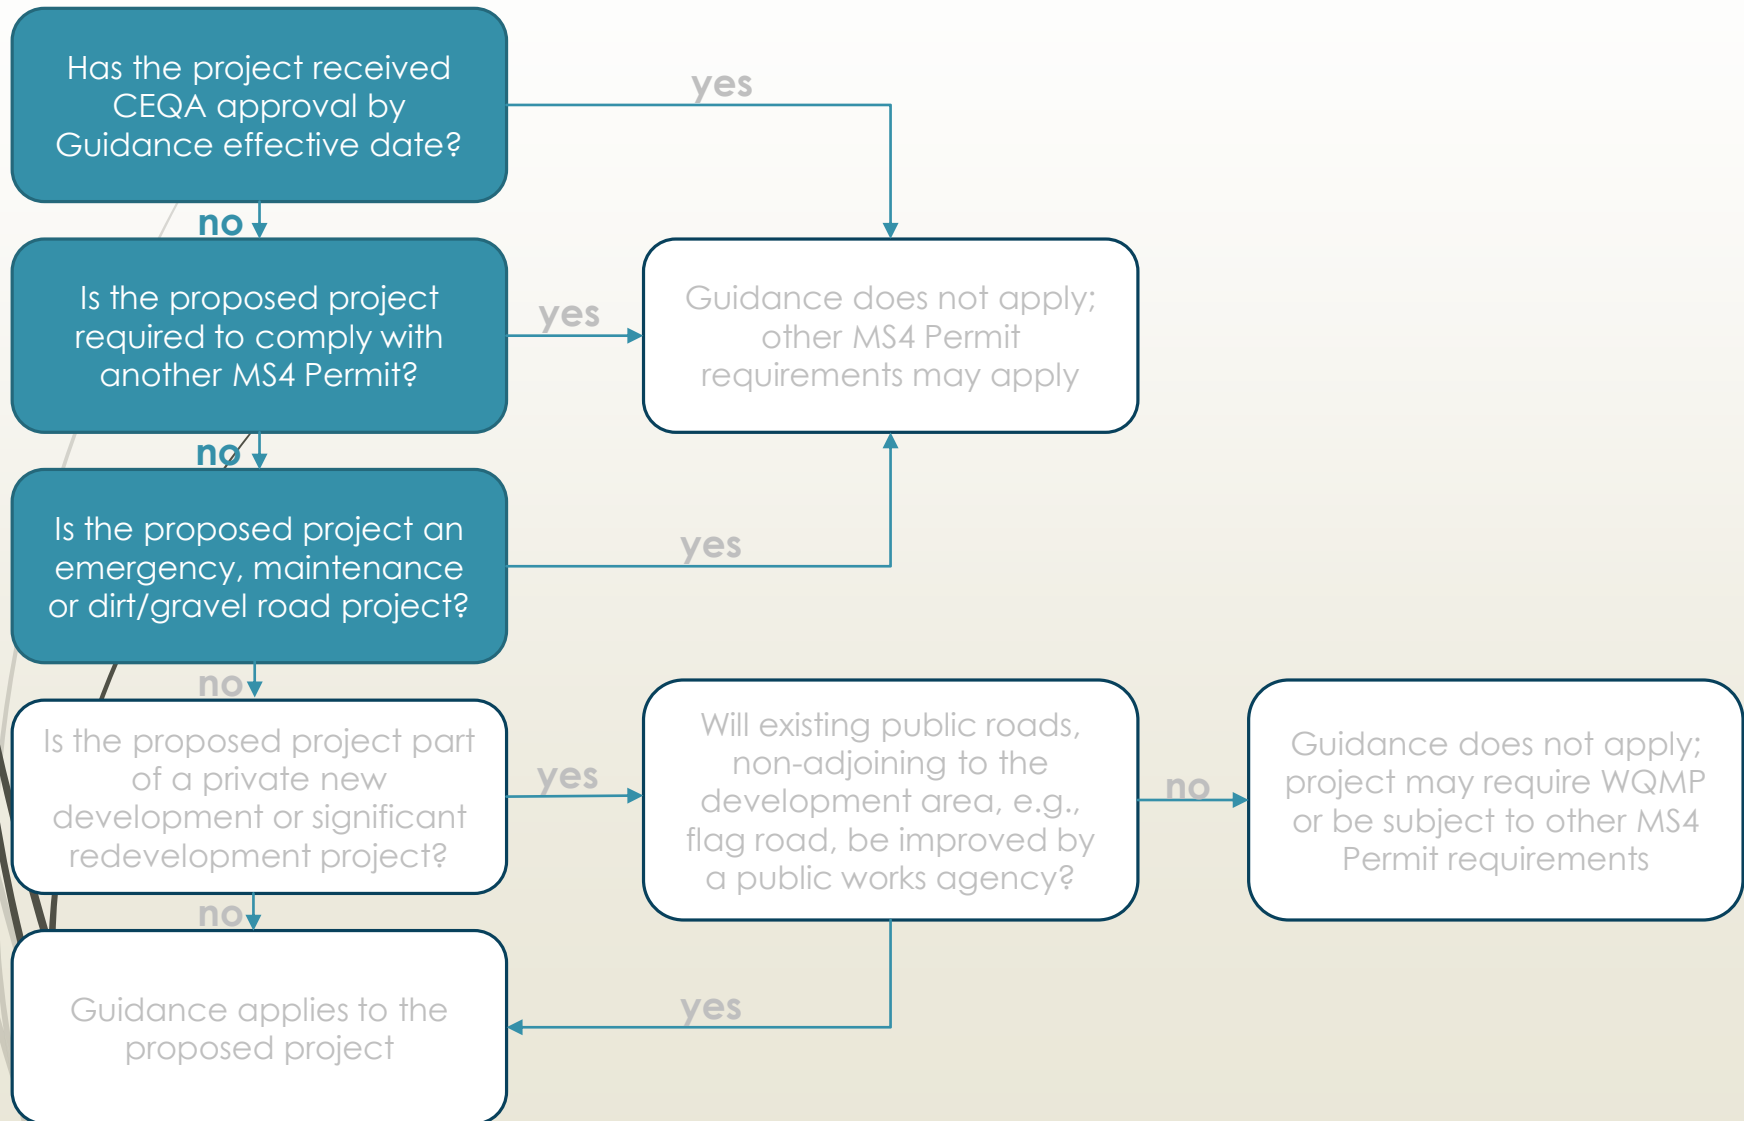 Has the project received
CEQA approval by
Guidance effective date?
yes
no
Is the proposed project
required to comply with
another MS4 Permit?
yes
Guidance does not apply;
other MS4 Permit
requirements may apply
no
Is the proposed project an
emergency, maintenance
or dirt/gravel road project?
yes
no
Is the proposed project part
of a private new
development or significant
redevelopment project?
yes
Will existing public roads,
non-adjoining to the
development area, e.g.,
flag road, be improved by
a public works agency?
no
Guidance does not apply;
project may require WQMP
or be subject to other MS4
Permit requirements
no
Guidance applies to the
proposed project
yes